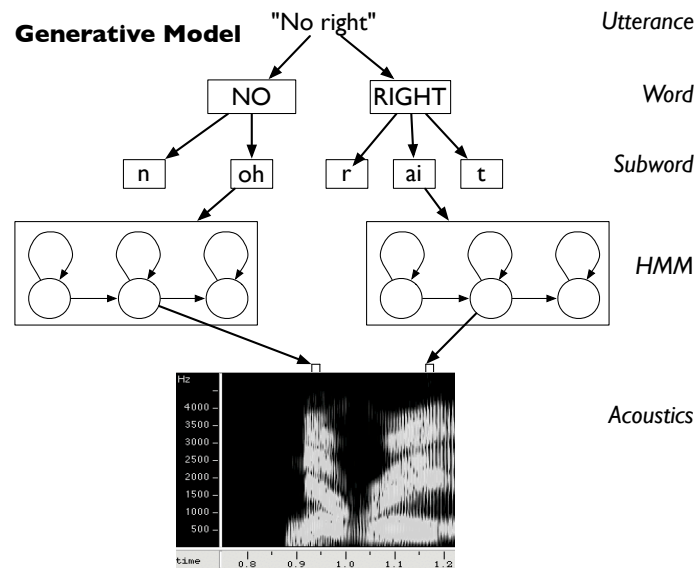 Generative Model
"No right"
Utterance
NO
RIGHT
Word
n
oh
r
ai
t
Subword
HMM
Hz
4000
3500
3000
2500
2000
1500
1000
500
Acoustics
time
0.8
0.9
1.0
1.1
1.2